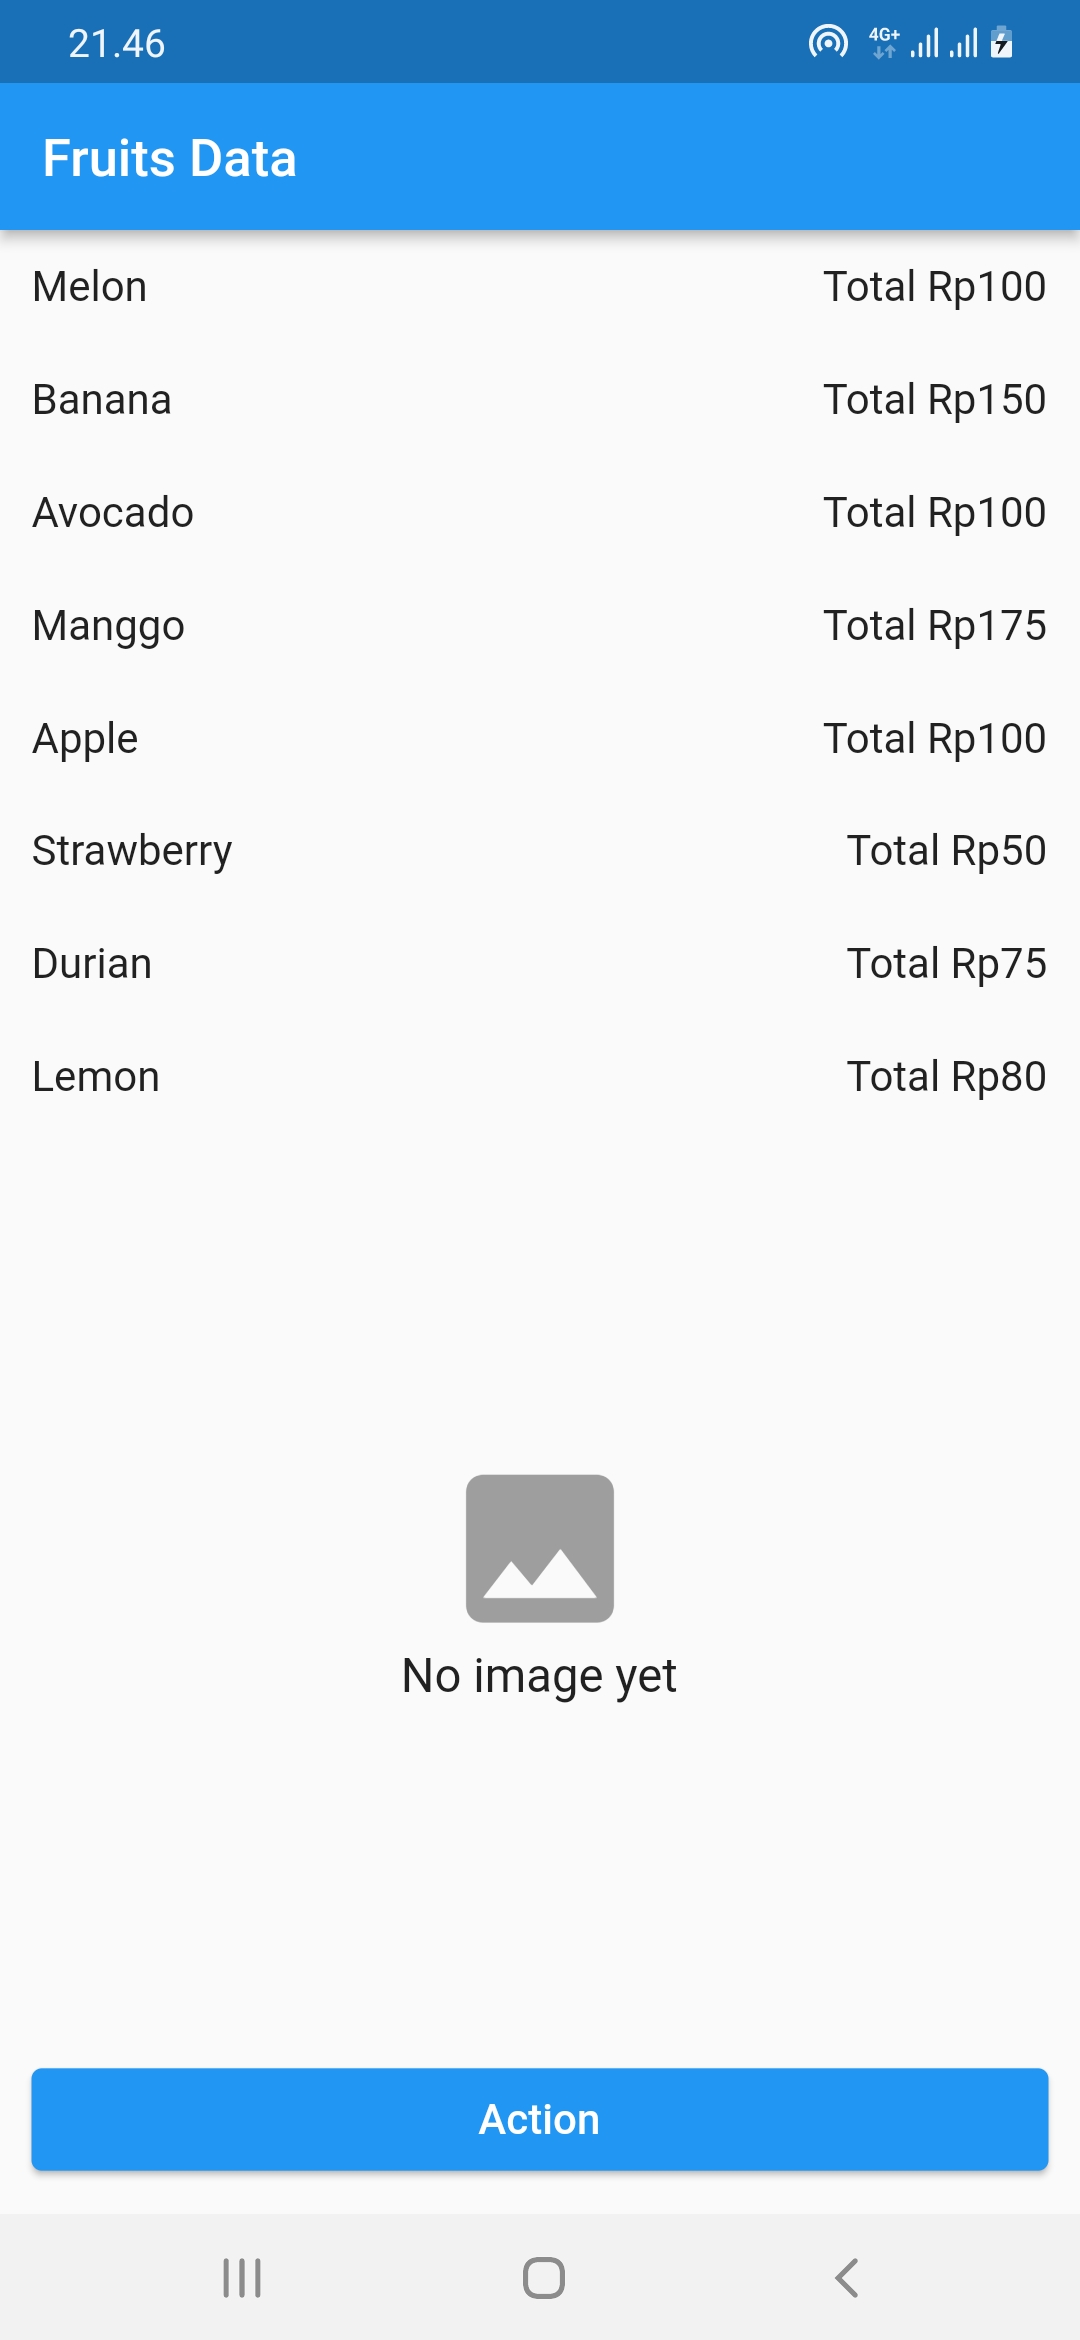 21.46
4G+
Fruits Data
Melon Total Rp100
Banana Total Rp150
Avocado Total Rp100
Manggo Total Rp175
Apple Total Rp100
Strawberry Total Rp50
Durian Total Rp75
Lemon Total Rp80
No image yet
Action